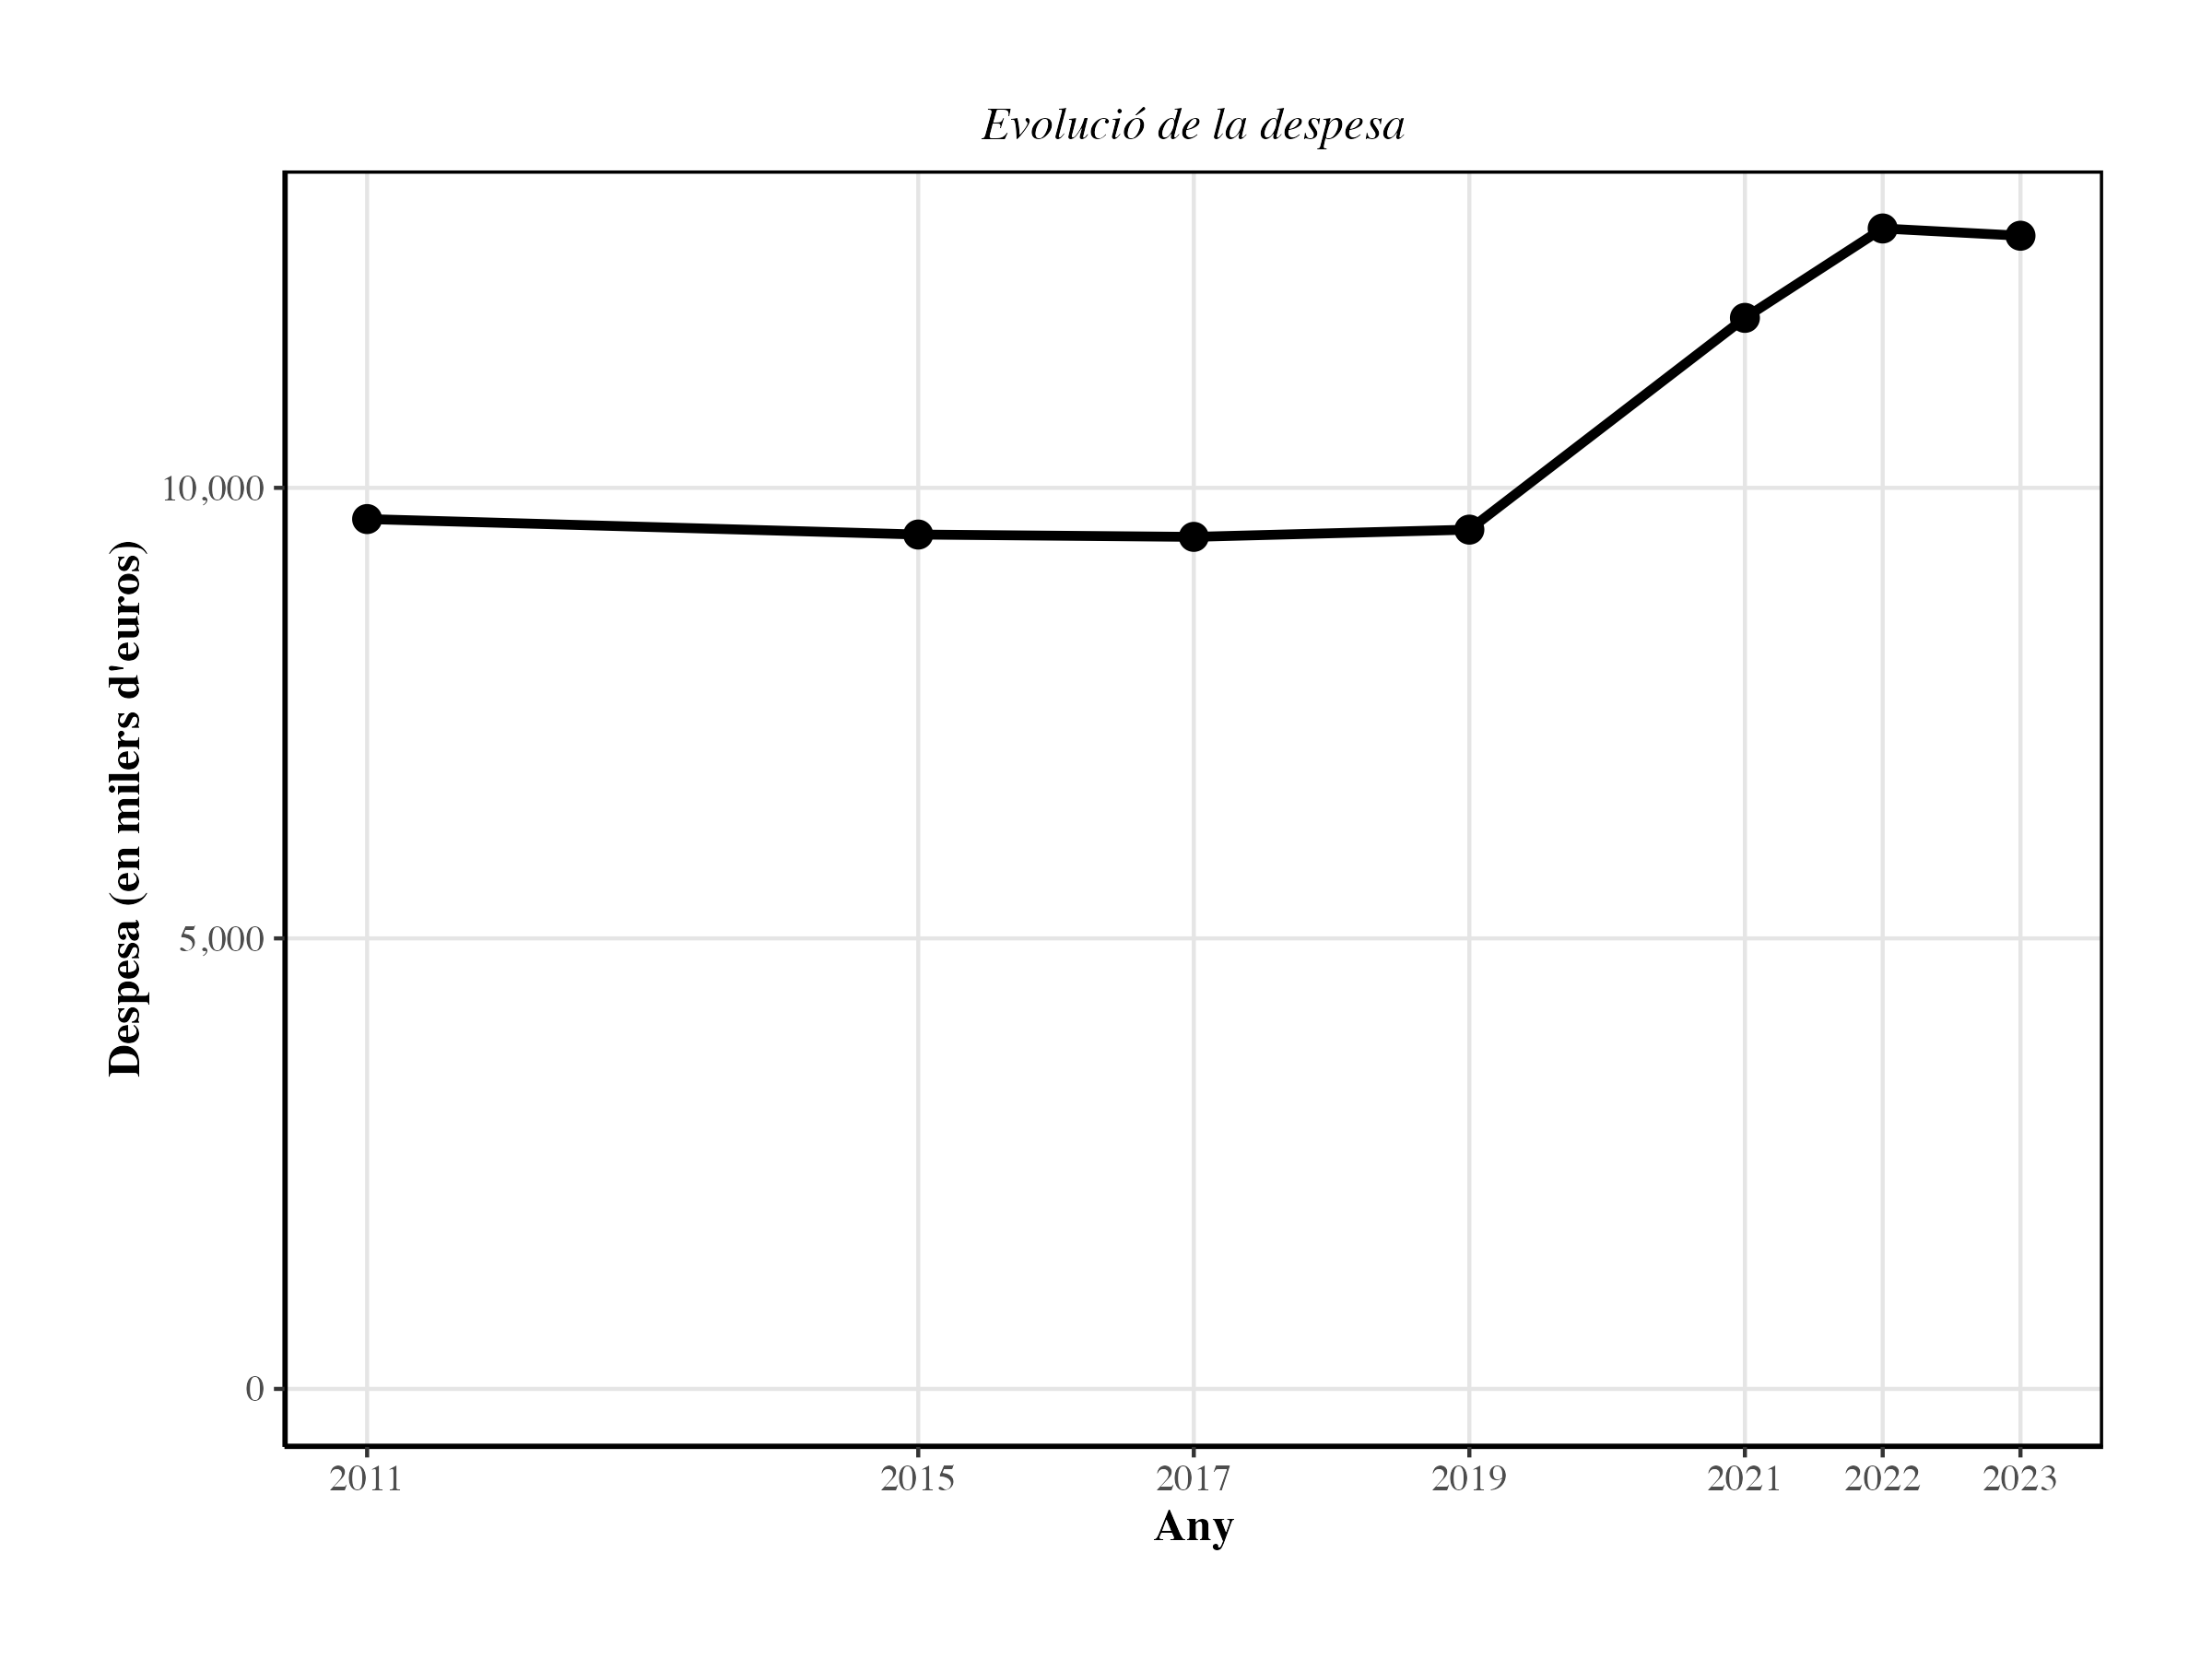 Evolució de la despesa
Despesa (en milers d'euros)
10,000
5,000
0
2011 2015 2017 2019 2021 2022 2023
Any